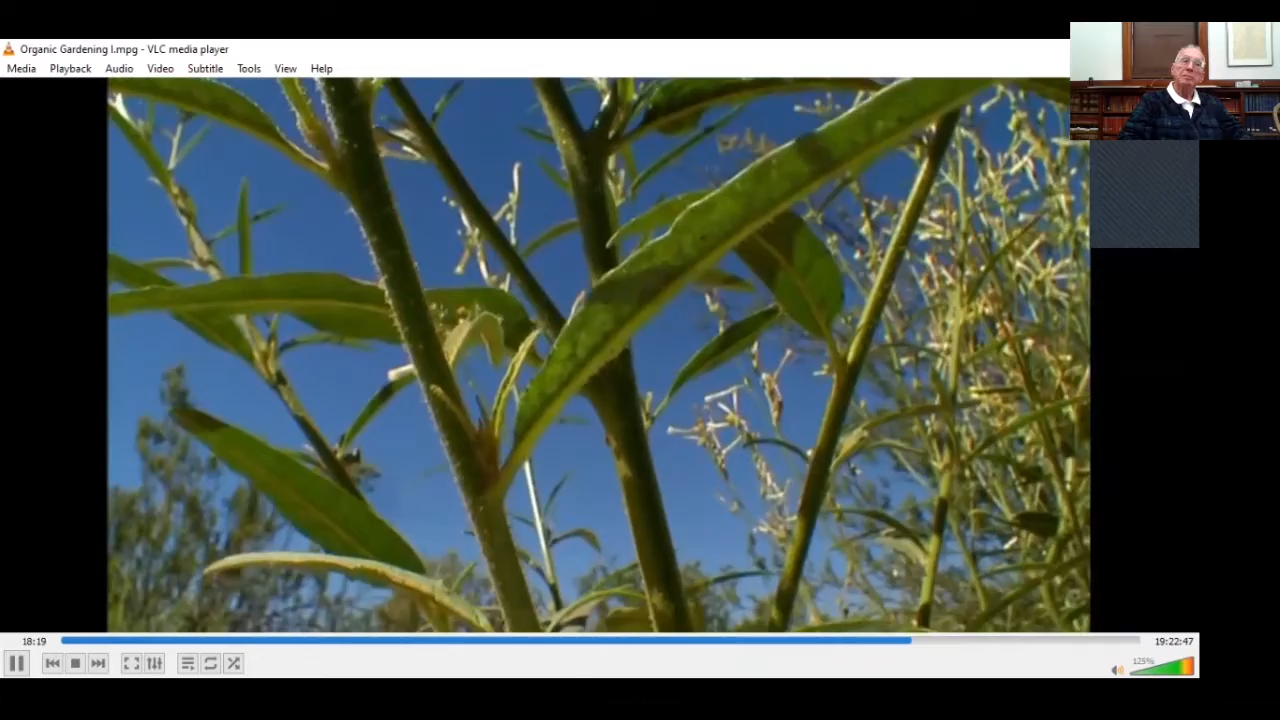 Organic Gardening I.mpg - VLC media player
Media Playback Audio Video Subtitle Tools View Help
18:19 19:22:47
125%